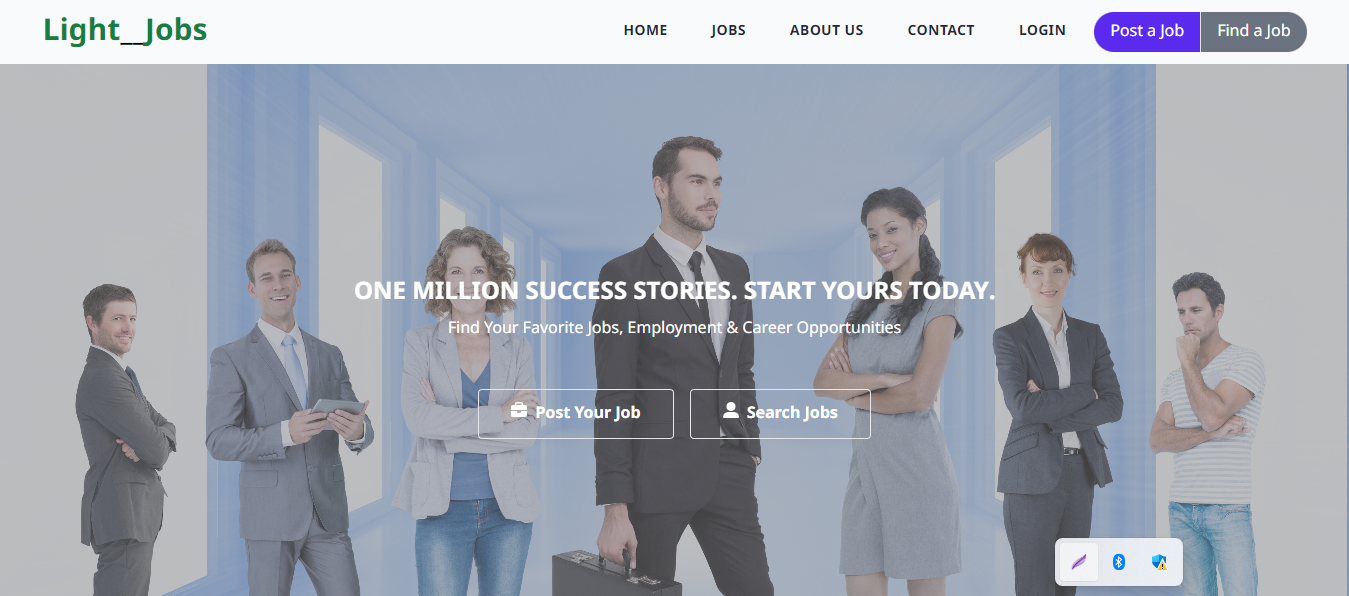 Light__Jobs
HOME JOBS ABOUT US CONTACT LOGIN Post a Job Find a Job
ONE MILLION SUCCESS STORIES. START YOURS TODAY.
Find Your Favorite Jobs, Employment & Career Opportunities
Post Your Job Search Jobs